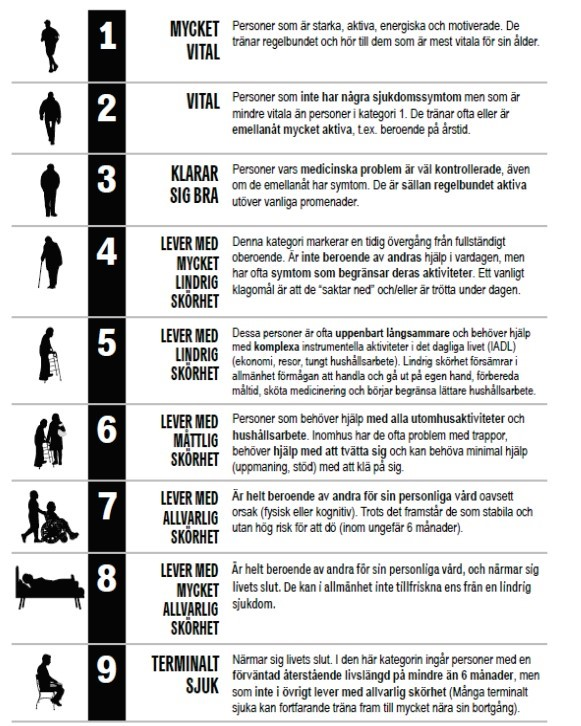 1
MYCKET
VITAL
Personer som är starka, aktiva, energiska och motiverade. De
tränar regelbundet och hör till dem som är mest vitala för sin ålder.
2
VITAL
Personer som inte har några sjukdomssymtom men som är
mindre vitala än personer i kategori 1. De tränar ofta eller är
emellanåt mycket aktiva, t.ex. beroende på årstid.
3
KLARAR
SIG BRA
Personer vars medicinska problem är väl kontrollerade, även
om de emellanåt har symtom. De är sällan regelbundet aktiva
utöver vanliga promenader.
4
LEVER MED
MYCKET
LINDRIG
SKÖRHET
Denna kategori markerar en tidig övergång från fullständigt
oberoende. Är inte beroende av andras hjälp i vardagen, men
har ofta symtom som begränsar deras aktiviteter. Ett vanligt
klagomål är att de "saktar ned" och/eller är trötta under dagen.
5
LEVER MED
LINDRIG
SKÖRHET
Dessa personer är ofta uppenbart långsammare och behöver hjälp
med komplexa instrumentella aktiviteter i det dagliga livet (IADL)
(ekonomi, resor, tungt hushållsarbete). Lindrig skörhet försämrar i
allmänhet förmågan att handla och gå ut på egen hand, förbereda
måltid, sköta medicinering och börjar begränsa lättare hushållsarbete.
6
LEVER MED
MÅTTLIG
SKÖRHET
Personer som behöver hjälp med alla utomhusaktiviteter och
hushållsarbete. Inomhus har de ofta problem med trappor,
behöver hjälp med att tvätta sig och kan behöva minimal hjälp
(uppmaning, stöd) med att klä på sig.
7
LEVER MED
ALLVARLIG
SKÖRHET
Är helt beroende av andra för sin personliga vård oavsett
orsak (fysisk eller kognitiv). Trots det framstår de som stabila och
utan hög risk för att dö (inom ungefär 6 månader).
8
LEVER MED
MYCKET
ALLVARLIG
SKÖRHET
Är helt beroende av andra för sin personliga vård, och närmar sig
livets slut. De kan i allmänhet inte tillfriskna ens från en lindrig
sjukdom.
9
TERMINALT
SJUK
Närmar sig livets slut. I den här kategorin ingår personer med en
förväntad återstående livslängd på mindre än 6 månader, men
som inte i övrigt lever med allvarlig skörhet (Många terminalt
sjuka kan fortfarande träna fram till mycket nära sin bortgång).